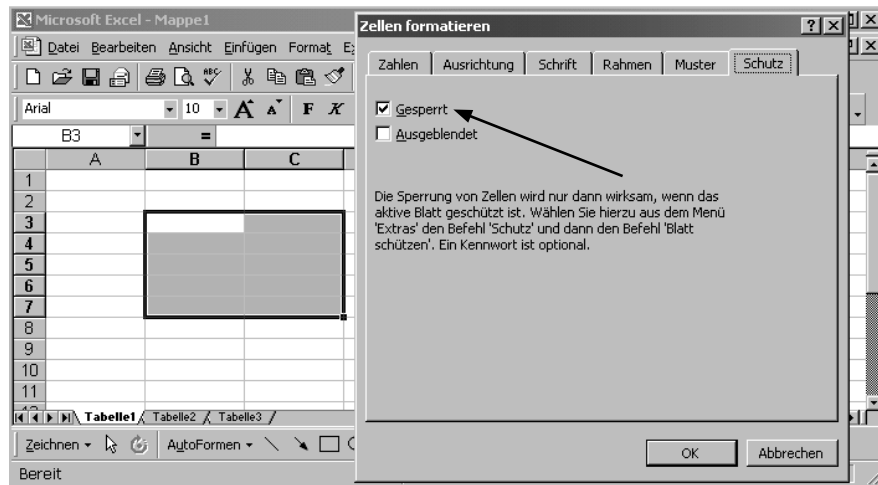 Microsoft Excel - Mappe1
Datei Bearbeiten Ansicht Einfügen Format
Arial 10 A A F K
B3 =
A B C
1
2
3
4
5
6
7
8
9
10
11
Tabelle1 Tabelle2 Tabelle3
Zeichnen AutoFormen
Bereit
Zellen formatieren
Zahlen Ausrichtung Schrift Rahmen Muster Schutz
Gesperrt
Ausgeblendet
Die Sperrung von Zellen wird nur dann wirksam, wenn das
aktive Blatt geschützt ist. Wählen Sie hierzu aus dem Menü
'Extras' den Befehl 'Schutz' und dann den Befehl 'Blatt
schützen'. Ein Kennwort ist optional.
OK Abbrechen